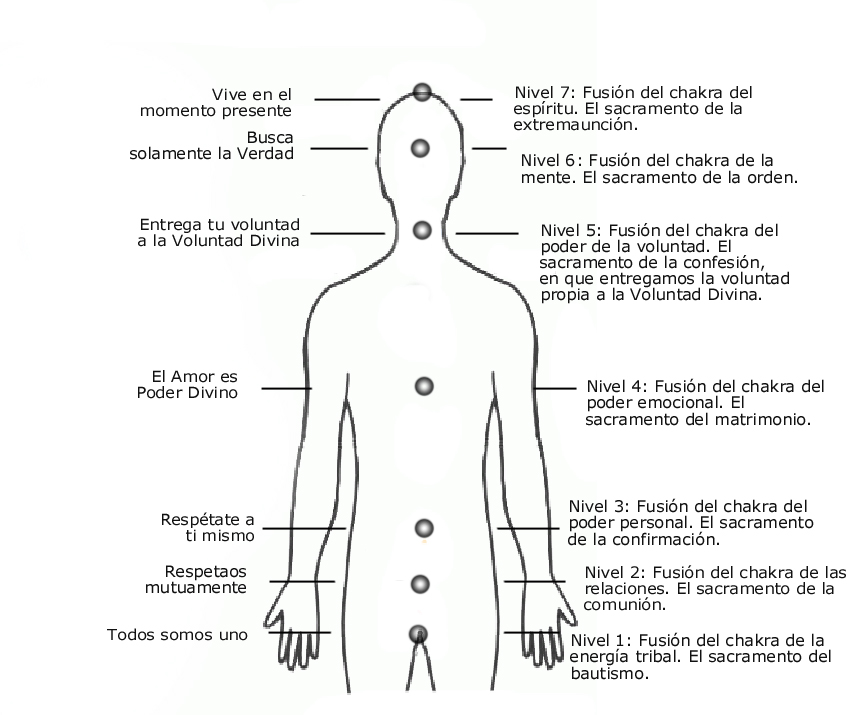 Vive en el
momento presente
Nivel 7: Fusión del chakra del
espíritu. El sacramento de la
extremaunción.
Busca
solamente la Verdad
Nivel 6: Fusión del chakra de la
mente. El sacramento de la orden.
Entrega tu voluntad
a la Voluntad Divina
Nivel 5: Fusión del chakra del
poder de la voluntad. El
sacramento de la confesión,
en que entregamos la voluntad
propia a la Voluntad Divina.
El Amor es
Poder Divino
Nivel 4: Fusión del chakra del
poder emocional. El
sacramento del matrimonio.
Respétate a
ti mismo
Nivel 3: Fusión del chakra del
poder personal. El sacramento
de la confirmación.
Respetaos
mutuamente
Nivel 2: Fusión del chakra de las
relaciones. El sacramento de la
comunión.
Todos somos uno
Nivel 1: Fusión del chakra de la
energía tribal. El sacramento del
bautismo.